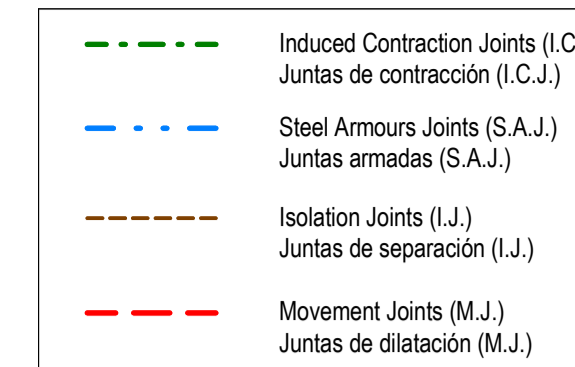 Induced Contraction Joints (I.C
Juntas de contracción (I.C.J.)
Steel Armours Joints (S.A.J.)
Juntas armadas (S.A.J.)
Isolation Joints (I.J.)
Juntas de separación (I.J.)
Movement Joints (M.J.)
Juntas de dilatación (M.J.)